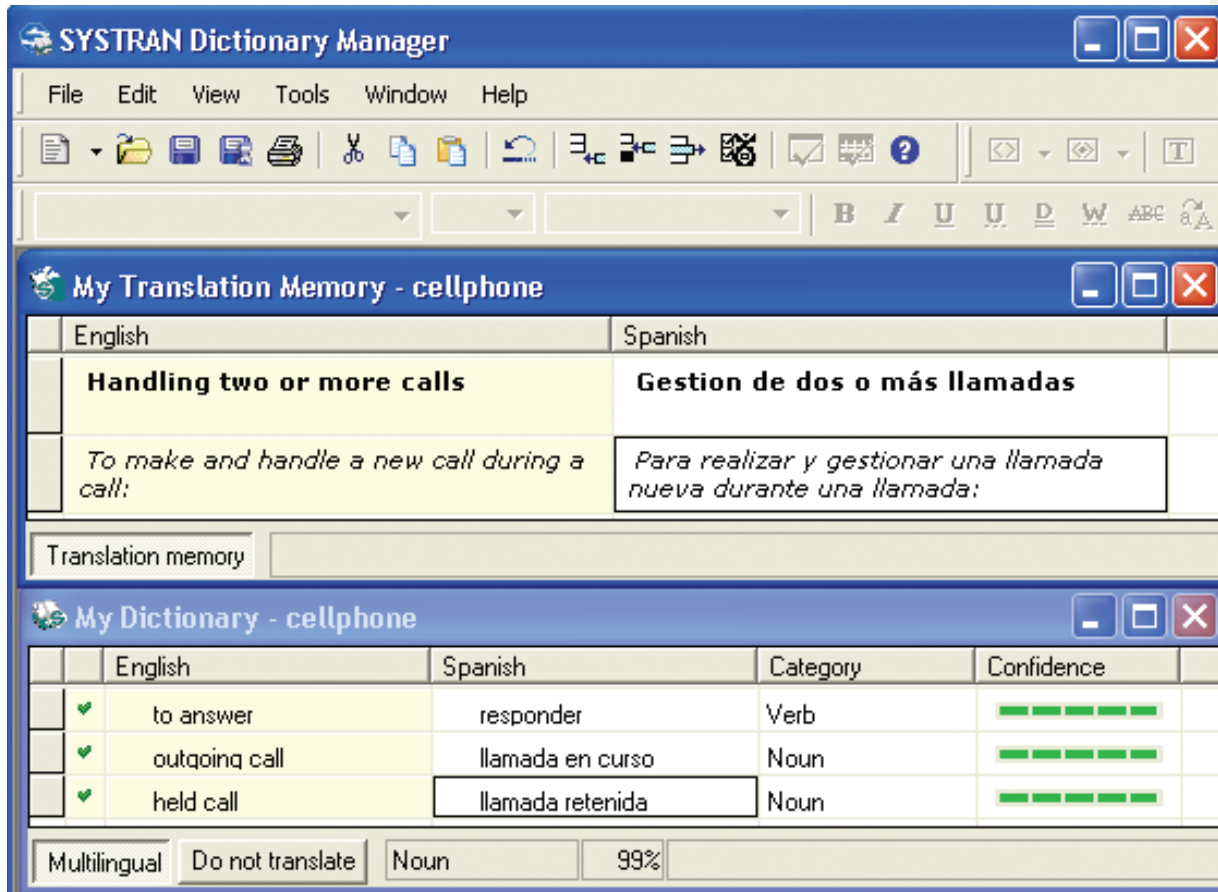 SYSTRAN Dictionary Manager
File Edit View Tools Window Help
B I U U D W ABC aA
My Translation Memory - cellphone
English Spanish
Handling two or more calls Gestion de dos o más llamadas
To make and handle a new call during a Para realizar y gestionar una llamada
call: nueva durante una llamada:
Translation memory
My Dictionary - cellphone
English Spanish Category Confidence
to answer responder Verb
outgoing call llamada en curso Noun
held call llamada retenida Noun
Multilingual Do not translate Noun 99%